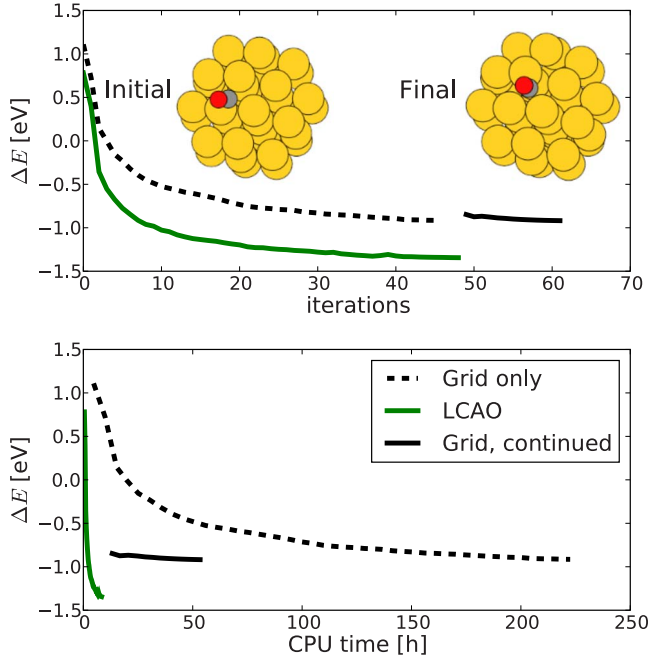 1.5
1.0
0.5
0.0
−0.5
−1.0
−1.5
ΔE [eV]
Initial
Final
0 10 20 30 40 50 60 70
iterations
1.5
1.0
0.5
0.0
−0.5
−1.0
−1.5
ΔE [eV]
Grid only
LCAO
Grid, continued
0 50 100 150 200 250
CPU time [h]